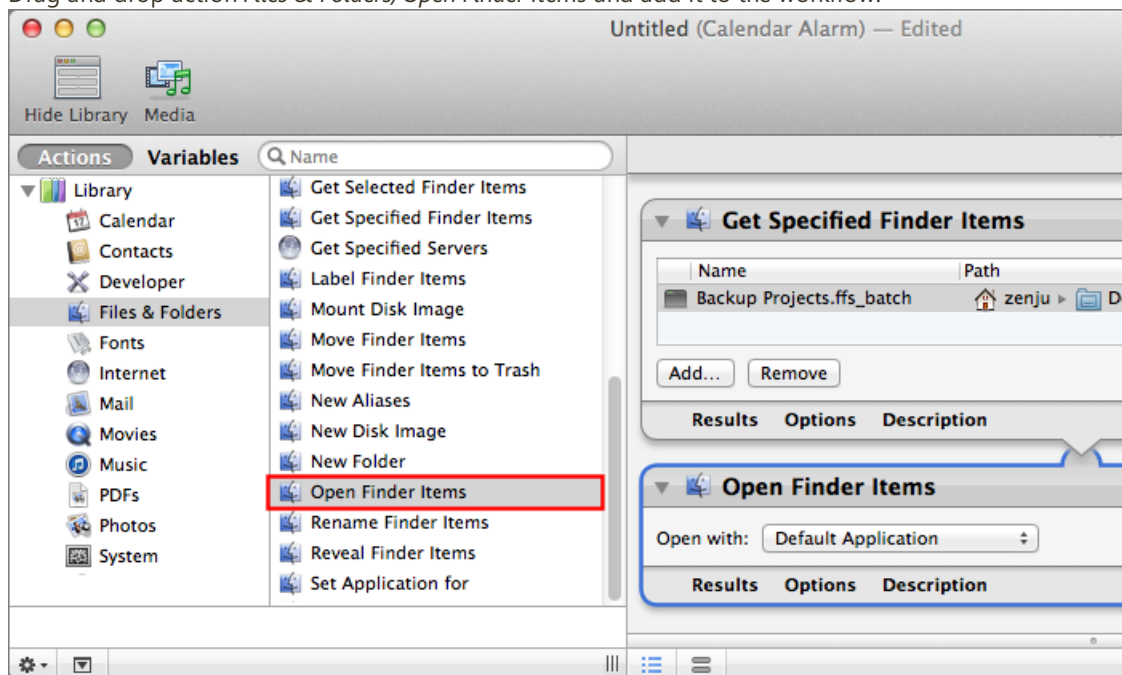 Drag and drop action Files & Folders/Open Finder Items and add it to the workflow.
Untitled (Calendar Alarm) — Edited
Hide Library Media
Actions Variables Name
Library
Calendar
Contacts
Developer
Files & Folders
Fonts
Internet
Mail
Movies
Music
PDFs
Photos
System
Get Selected Finder Items
Get Specified Finder Items
Get Specified Servers
Label Finder Items
Mount Disk Image
Move Finder Items
Move Finder Items to Trash
New Aliases
New Disk Image
New Folder
Open Finder Items
Rename Finder Items
Reveal Finder Items
Set Application for
Get Specified Finder Items
Name Path
Backup Projects.ffs_batch zenju D
Add... Remove
Results Options Description
Open Finder Items
Open with: Default Application
Results Options Description